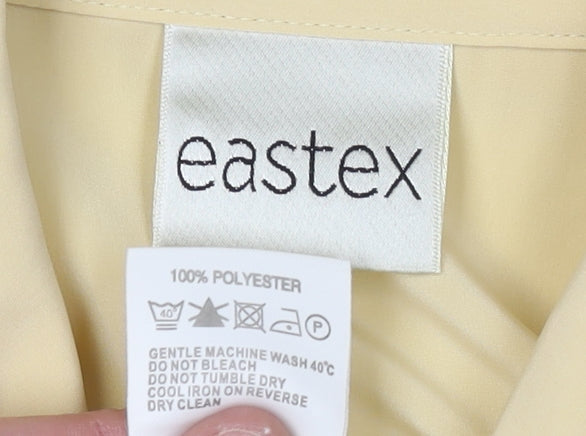 eastex
100% POLYESTER
40°
P
GENTLE MACHINE WASH 40°C
DO NOT BLEACH
DO NOT TUMBLE DRY
COOL IRON ON REVERSE
DRY CLEAN